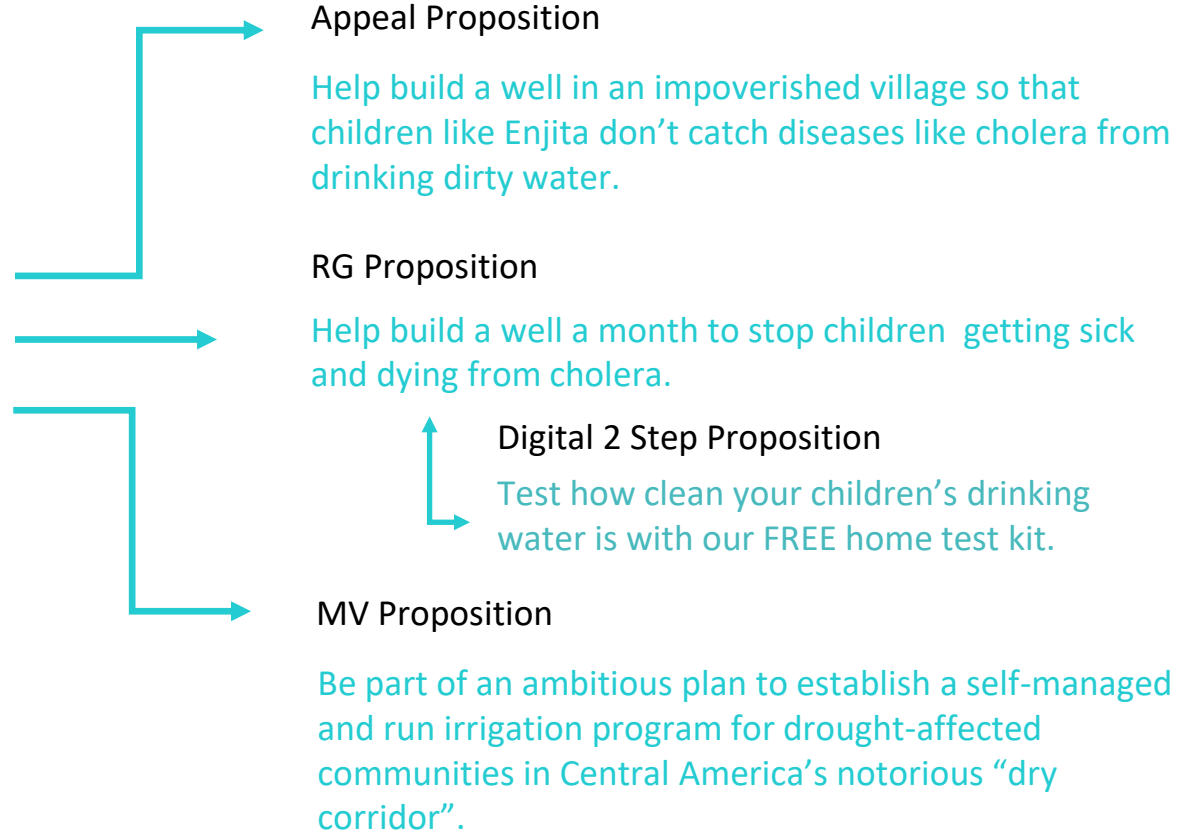 Appeal Proposition
Help build a well in an impoverished village so that
children like Enjita don’t catch diseases like cholera from
drinking dirty water.
RG Proposition
Help build a well a month to stop children  getting sick
and dying from cholera.
Digital 2 Step Proposition
Test how clean your children’s drinking
water is with our FREE home test kit.
MV Proposition
Be part of an ambitious plan to establish a self-managed
and run irrigation program for drought-affected
communities in Central America’s notorious “dry
corridor”.